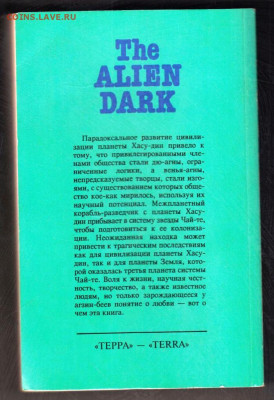 coins.lave.ru
The
ALIEN
DARK
Парадоксальное развитие цивили-
зации планеты Хасу-дин привело к
тому, что привилегированными чле-
нами общества стали дю-агны, огра-
ниченные логики, а венья-агны,
непредсказуемые творцы, стали изго-
ями, с существованием которых обще-
ство кое-как мирилось, используя их
научный потенциал. Межпланетный
корабль-разведчик с планеты Хасу-
дин прибывает в систему звезды Чай-те,
чтобы подготовиться к ее колониза-
ции. Неожиданная находка может
привести к трагическим последствиям
как для цивилизации планеты Хасу-
дин, так и для планеты Земля, кото-
рой оказалась третья планета системы
Чай-те. Воля к жизни, научная чест-
ность, творчество, а также известное
людям, но только зарождающееся у
агзин-беев понятие о любви — вот о
чем эта книга.
«ТЕРРА» — «TERRA»